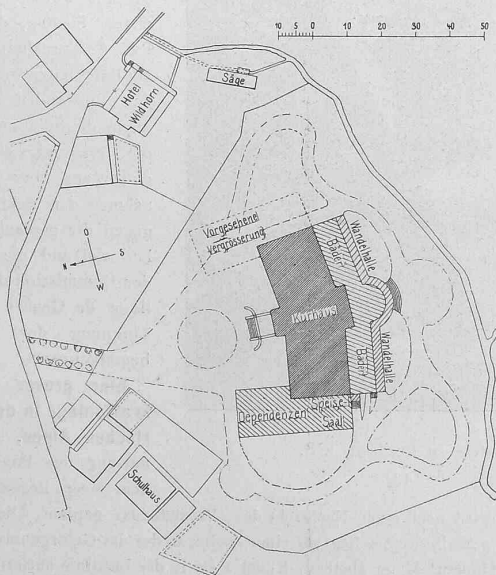 10 5 0 10 20 30 40 50
Hotel
Wildhorn
Säge
Vorgesehene
Vergrösserung
O
S
N
W
Wandelhalle
Bäder
Kurhaus
Bäder
Wandelhalle
Dependenzen
Speise-
Saal
Schulhaus